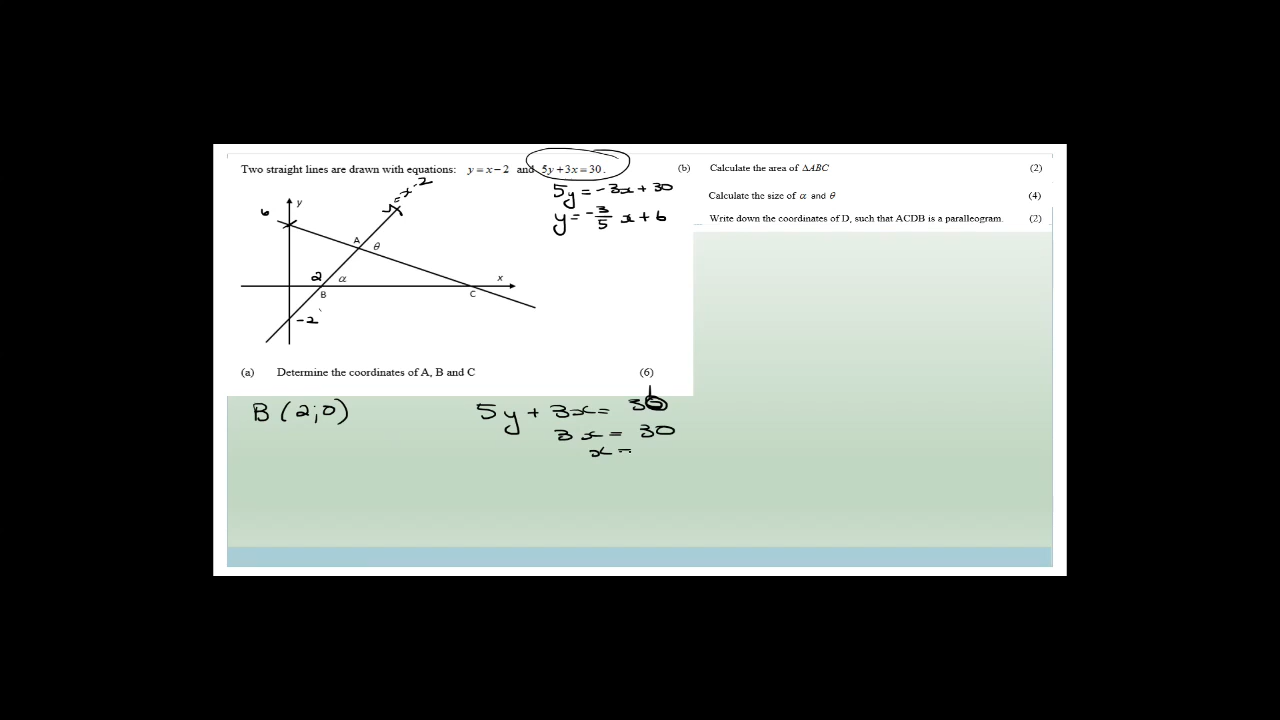 Two straight lines are drawn with equations: y = x − 2 and 5y + 3x = 30.
5y = -3x + 30
y = -3/5 x + 6
y = x - 2
6
y
A
θ
2
α
x
B
C
-2
(a) Determine the coordinates of A, B and C (6)
B (2;0)
5y + 3x = 30
3x = 30
x =
(b) Calculate the area of ΔABC (2)
Calculate the size of α and θ (4)
Write down the coordinates of D, such that ACDB is a paralleogram. (2)